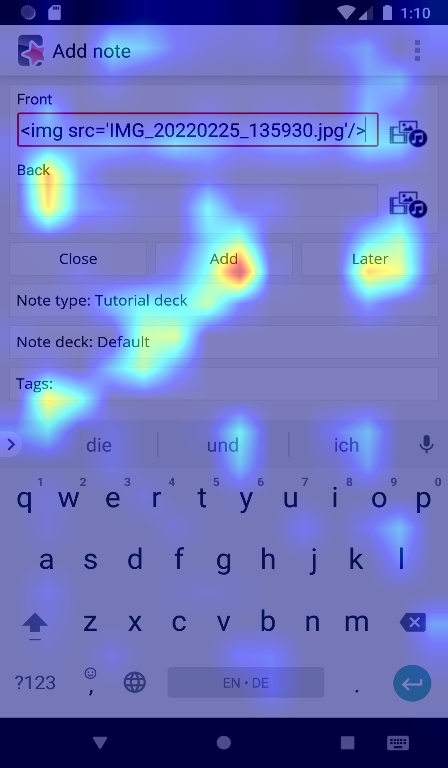 1:10
Add note
Front
<img src='IMG_20220225_135930.jpg'/>
Back
Close Add Later
Note type: Tutorial deck
Note deck: Default
Tags:
die und ich
1 2 3 4 5 6 7 8 9 0
q w e r t y u i o p
a s d f g h j k l
z x c v b n m
?123 , EN • DE .